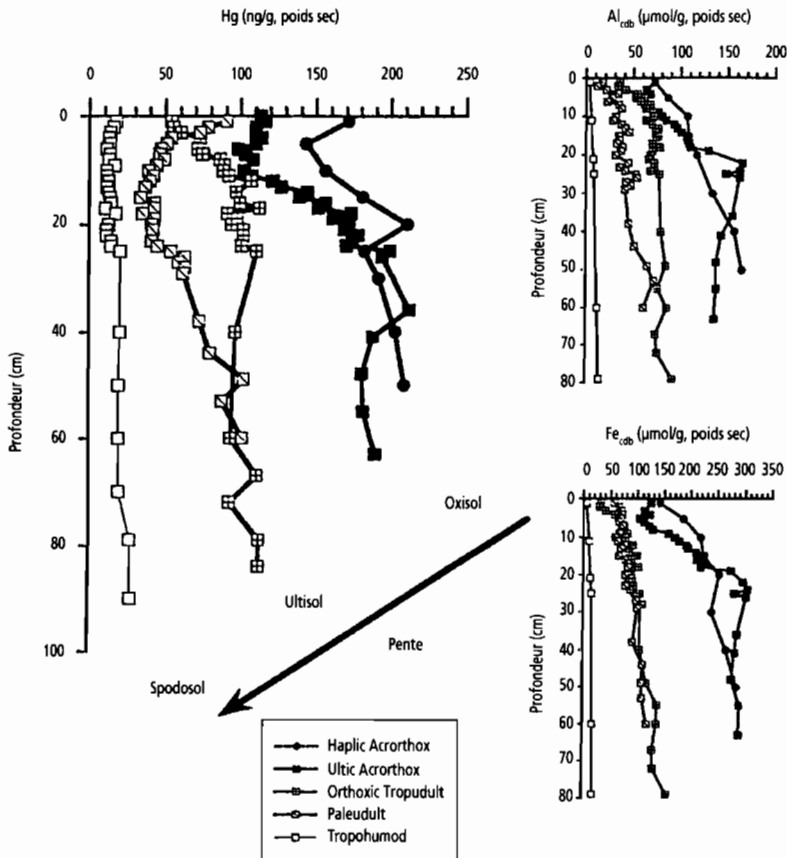 Hg (ng/g, poids sec)
0 50 100 150 200 250
0
20
40
60
80
100
Profondeur (cm)
Oxisol
Ultisol
Pente
Spodosol
Haplic Acrorthox
Ultic Acrorthox
Orthoxic Tropudult
Paleudult
Tropohumod
Al_cdb (µmol/g, poids sec)
0 50 100 150 200
0
10
20
30
40
50
60
70
80
Profondeur (cm)
Fe_cdb (µmol/g, poids sec)
0 50 100 150 200 250 300 350
0
10
20
30
40
50
60
70
80
Profondeur (cm)